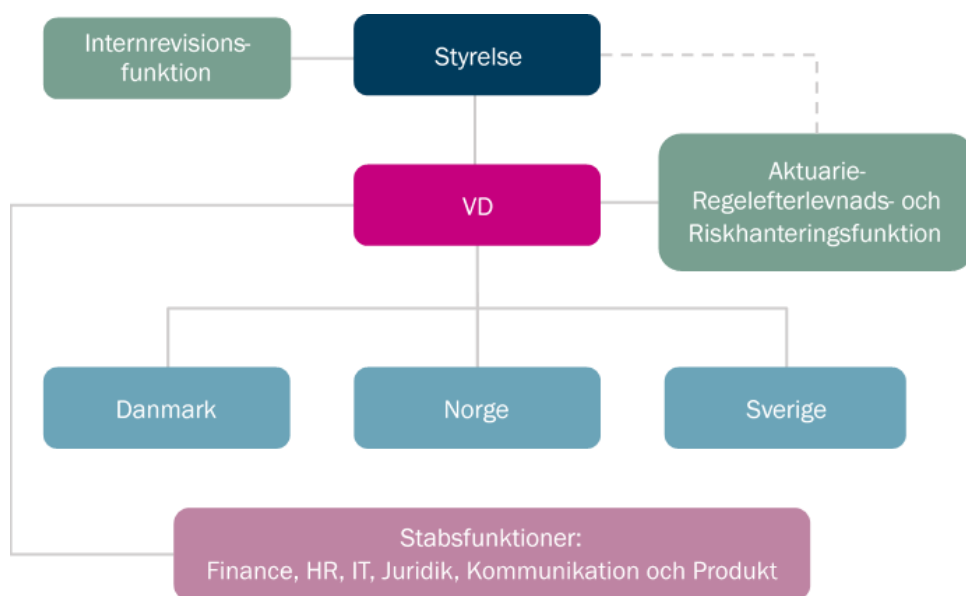 Internrevisions-
funktion
Styrelse
VD
Aktuarie-
Regelefterlevnads- och
Riskhanteringsfunktion
Danmark
Norge
Sverige
Stabsfunktioner:
Finance, HR, IT, Juridik, Kommunikation och Produkt